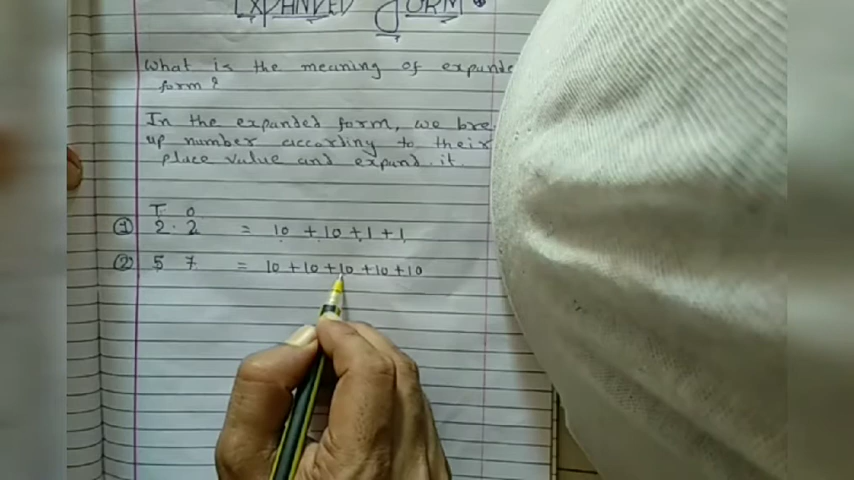 EXPANDED FORM
What is the meaning of expande
form?
In the expanded form, we bre
up number according to their
place value and expand it.
T O
① 2 2 = 10 + 10 + 1 + 1
② 5 7 = 10 + 10 + 10 + 10 + 10